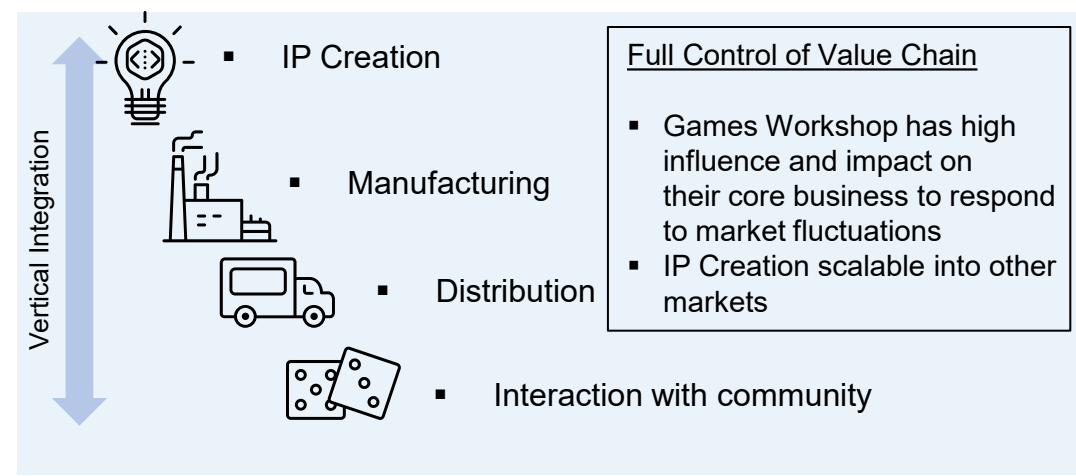 Vertical Integration
▪ IP Creation
▪ Manufacturing
▪ Distribution
▪ Interaction with community
Full Control of Value Chain
▪ Games Workshop has high
influence and impact on
their core business to respond
to market fluctuations
▪ IP Creation scalable into other
markets